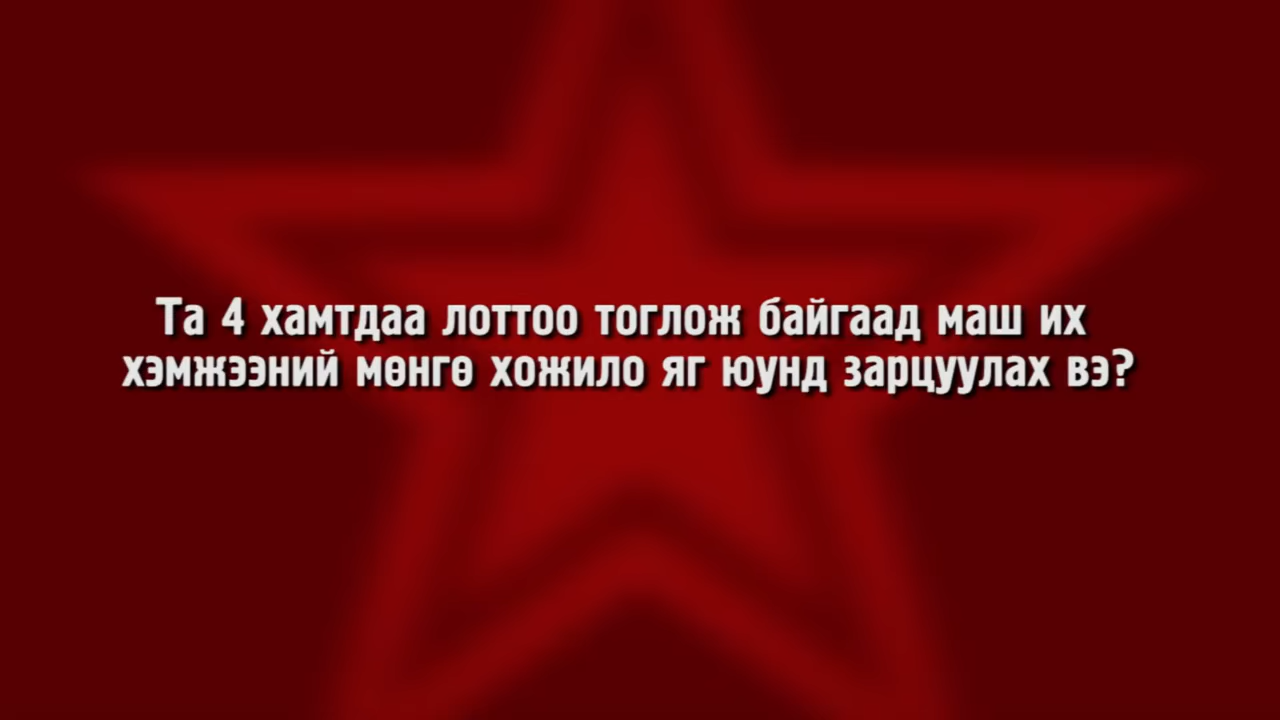 Та 4 хамтдаа лоттоо тоглож байгаад маш их
хэмжээний мөнгө хожило яг юунд зарцуулах вэ?